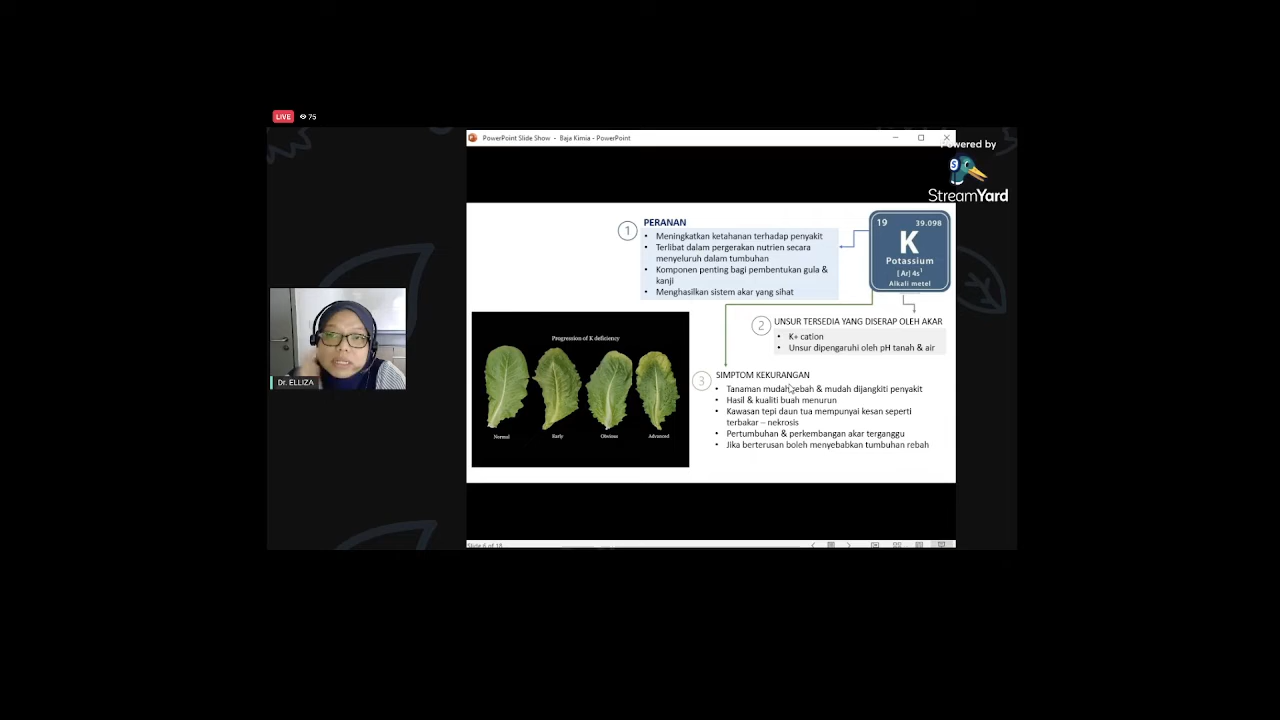 LIVE 75
PowerPoint Slide Show - Baja Kimia - PowerPoint
Powered by
StreamYard
1 PERANAN
• Meningkatkan ketahanan terhadap penyakit
• Terlibat dalam pergerakan nutrien secara
menyeluruh dalam tumbuhan
• Komponen penting bagi pembentukan gula &
kanji
• Menghasilkan sistem akar yang sihat
19 39.098
K
Potassium
[Ar] 4s¹
Alkali metel
2 UNSUR TERSEDIA YANG DISERAP OLEH AKAR
• K+ cation
• Unsur dipengaruhi oleh pH tanah & air
Progression of K deficiency
Normal Early Obvious Advanced
3 SIMPTOM KEKURANGAN
• Tanaman mudah rebah & mudah dijangkiti penyakit
• Hasil & kualiti buah menurun
• Kawasan tepi daun tua mempunyai kesan seperti
terbakar – nekrosis
• Pertumbuhan & perkembangan akar terganggu
• Jika berterusan boleh menyebabkan tumbuhan rebah
Dr. ELLIZA
Slide 6 of 18